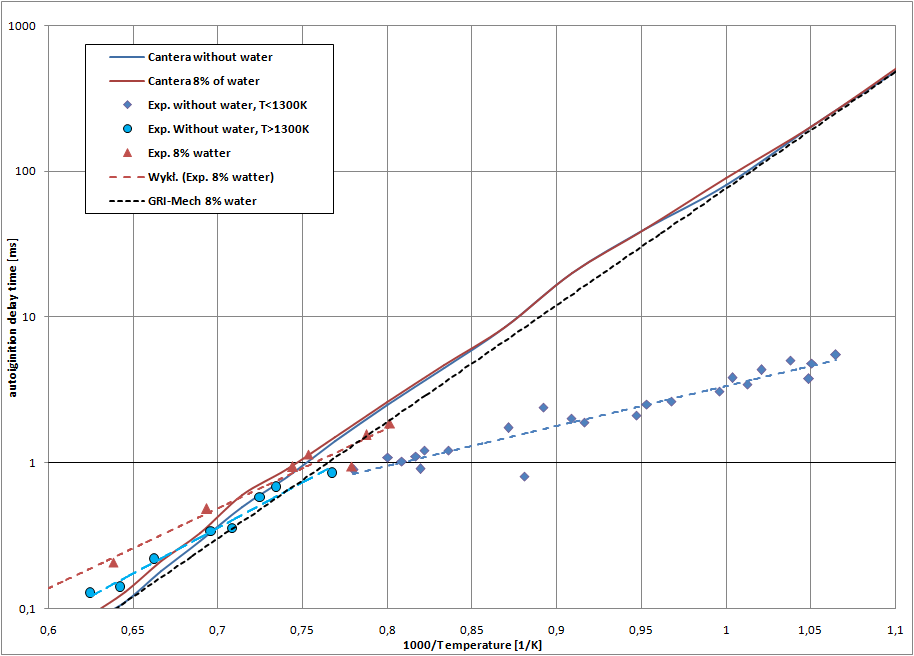 1000
100
10
1
0,1
Cantera without water
Cantera 8% of water
Exp. without water, T<1300K
Exp. Without water, T>1300K
Exp. 8% watter
Wykł. (Exp. 8% watter)
GRI-Mech 8% water
antoiginition delay time [ms]
0,6 0,65 0,7 0,75 0,8 0,85 0,9 0,95 1 1,05 1,1
1000/Temperature [1/K]